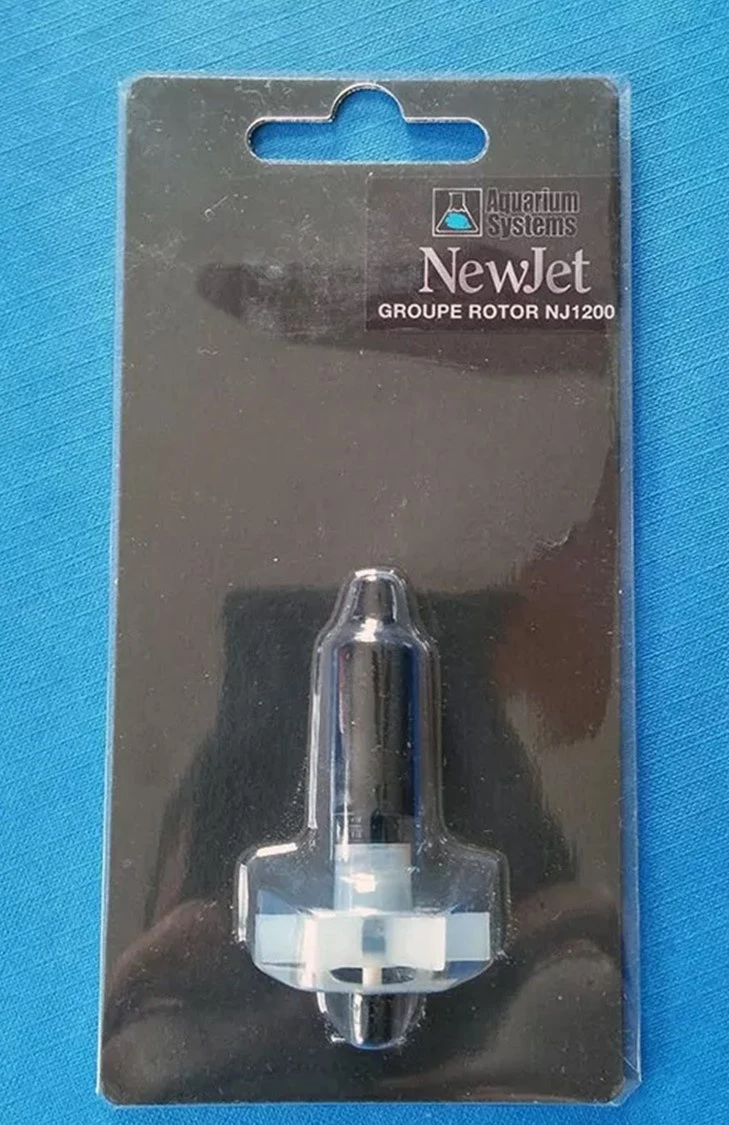 Aquarium
Systems
NewJet
GROUPE ROTOR NJ1200